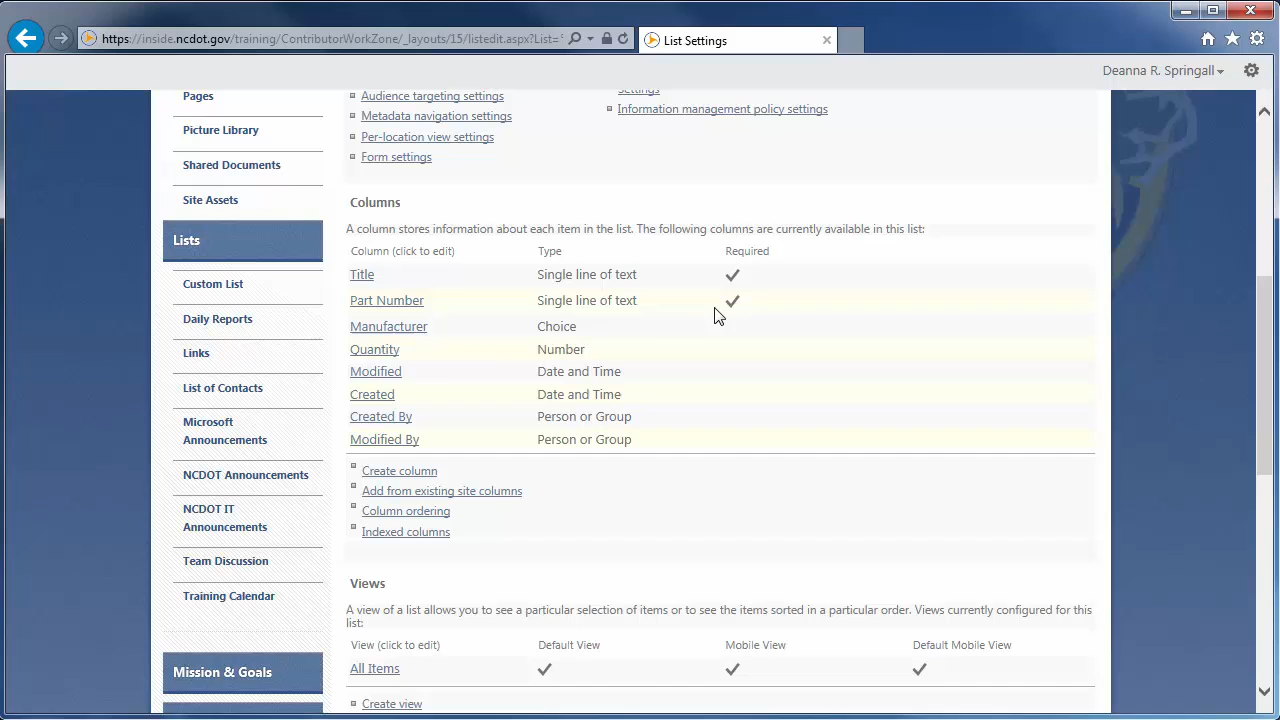 https://inside.ncdot.gov/training/ContributorWorkZone/_layouts/15/listedit.aspx?List=
List Settings
Deanna R. Springall
Pages
Picture Library
Shared Documents
Site Assets
Lists
Custom List
Daily Reports
Links
List of Contacts
Microsoft
Announcements
NCDOT Announcements
NCDOT IT
Announcements
Team Discussion
Training Calendar
Mission & Goals
Audience targeting settings
Metadata navigation settings
Per-location view settings
Form settings
Settings
Information management policy settings
Columns
A column stores information about each item in the list. The following columns are currently available in this list:
Column (click to edit) Type Required
Title Single line of text
Part Number Single line of text
Manufacturer Choice
Quantity Number
Modified Date and Time
Created Date and Time
Created By Person or Group
Modified By Person or Group
Create column
Add from existing site columns
Column ordering
Indexed columns
Views
A view of a list allows you to see a particular selection of items or to see the items sorted in a particular order. Views currently configured for this
list:
View (click to edit) Default View Mobile View Default Mobile View
All Items
Create view